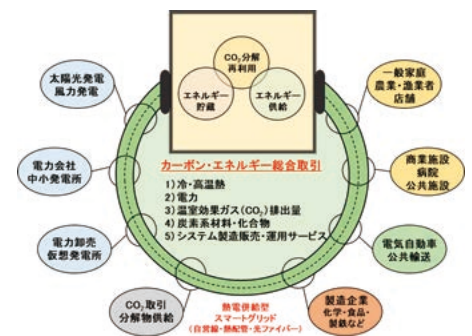 CO₂分解
再利用
エネルギー
貯蔵
エネルギー
供給
太陽光発電
風力発電
電力会社
中小発電所
電力卸売
仮想発電所
CO₂取引
分解物供給
一般家庭
農業・漁業者
店舗
商業施設
病院
公共施設
電気自動車
公共輸送
製造企業
化学・食品・
製鉄など
カーボン・エネルギー総合取引
1）冷・高温熱
2）電力
3）温室効果ガス(CO₂)排出量
4）炭素系材料・化合物
5）システム製造販売・運用サービス
熱電供給型
スマートグリッド
(自営線・熱配管・光ファイバー)